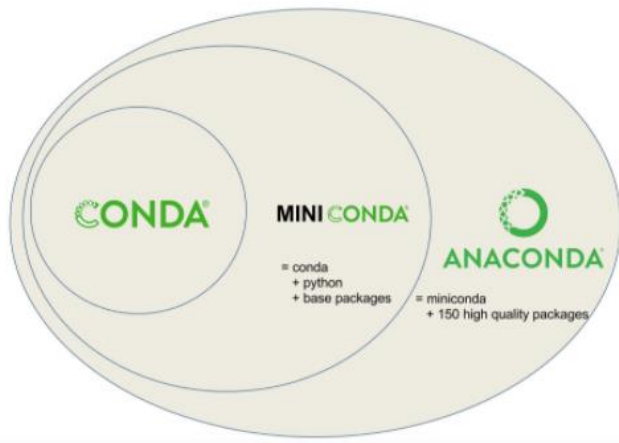 CONDA®
MINI CONDA®
= conda
+ python
+ base packages
ANACONDA®
= miniconda
+ 150 high quality packages